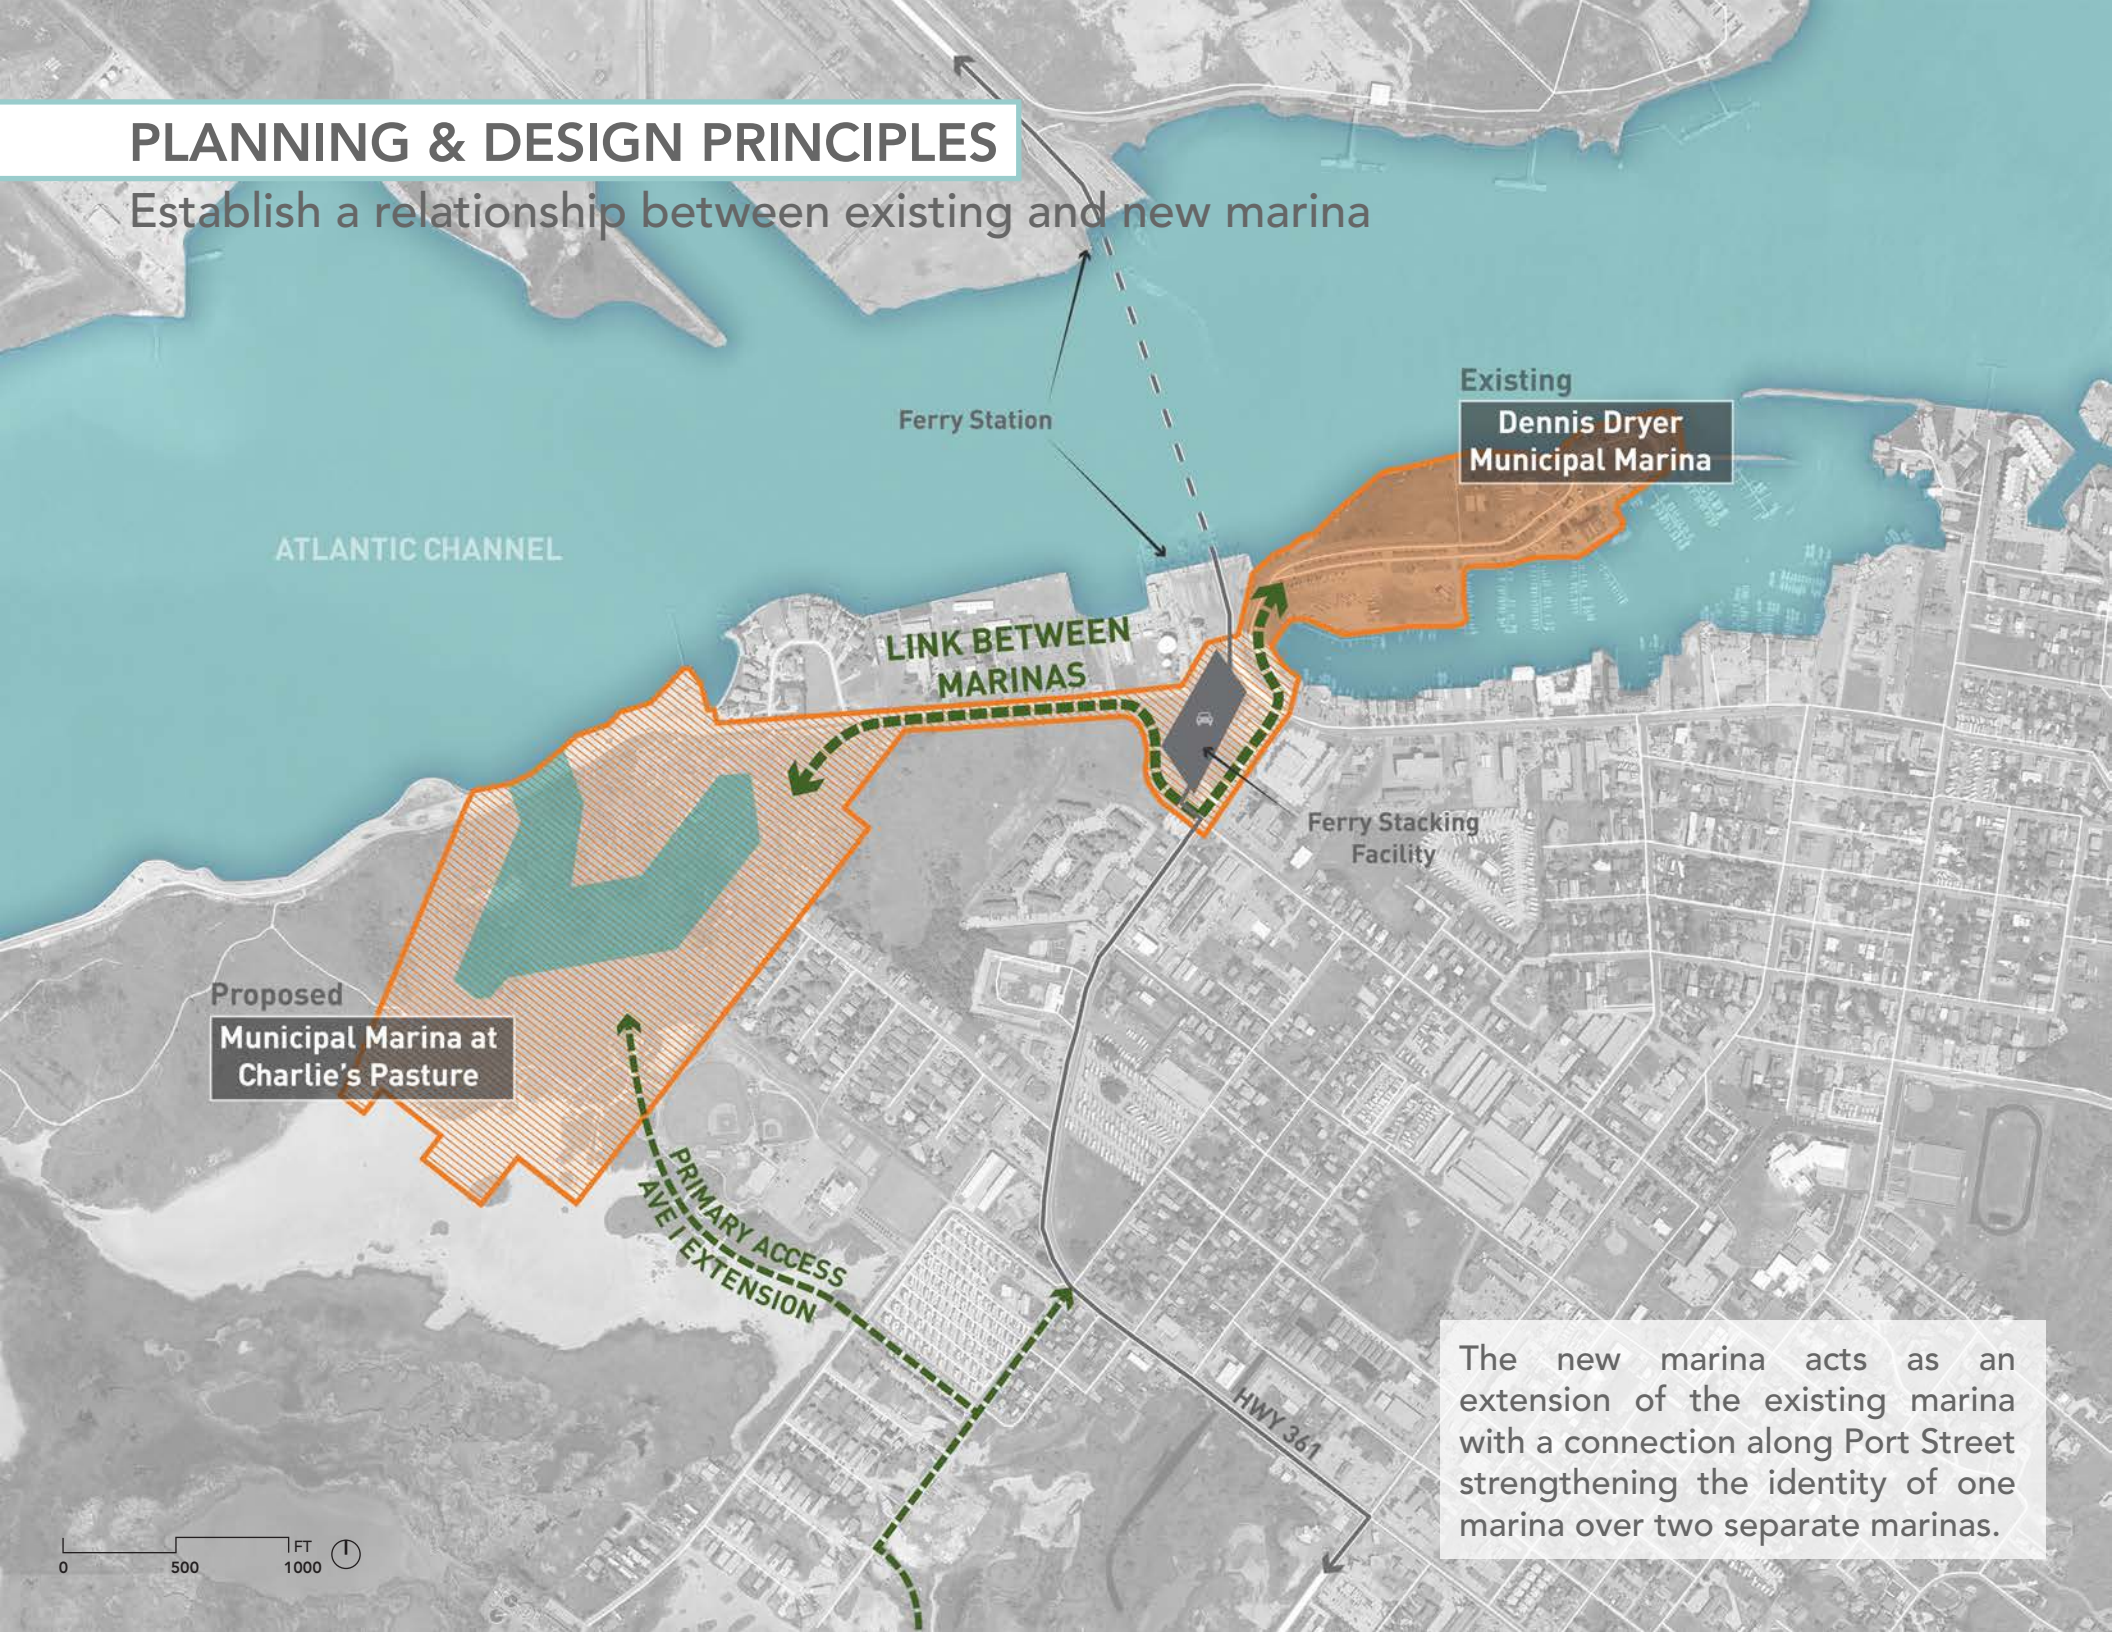 PLANNING & DESIGN PRINCIPLES
Establish a relationship between existing and new marina
Existing
Dennis Dryer
Municipal Marina
Ferry Station
ATLANTIC CHANNEL
LINK BETWEEN
MARINAS
Ferry Stacking
Facility
Proposed
Municipal Marina at
Charlie's Pasture
PRIMARY ACCESS
AVE I EXTENSION
HWY 361
The new marina acts as an
extension of the existing marina
with a connection along Port Street
strengthening the identity of one
marina over two separate marinas.
FT
0 500 1000